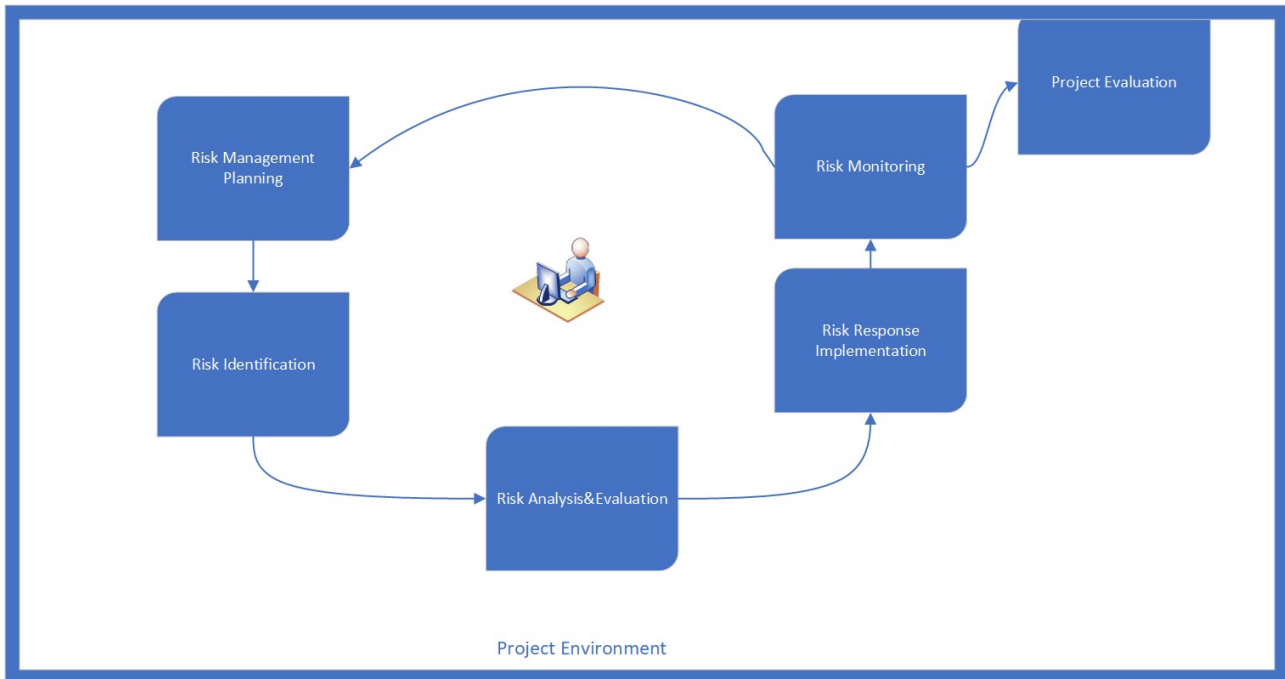 Project Evaluation
Risk Management
Planning
Risk Monitoring
Risk Identification
Risk Response
Implementation
Risk Analysis&Evaluation
Project Environment